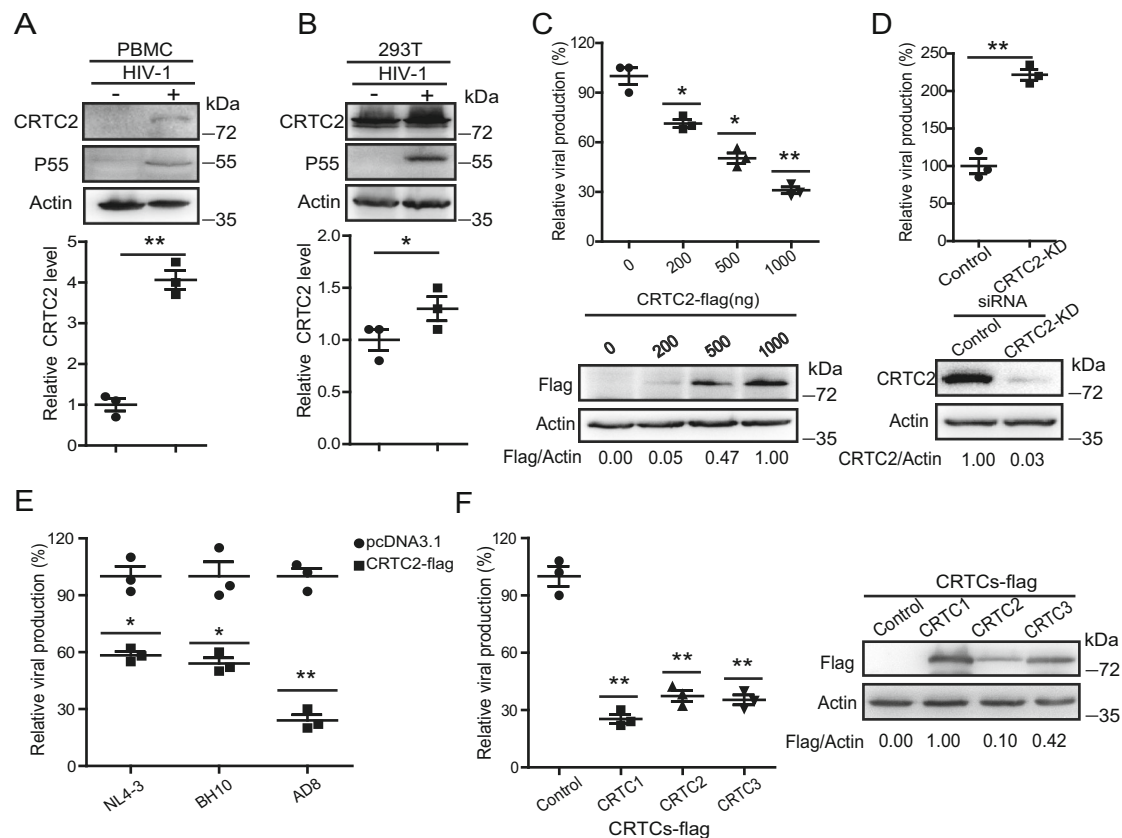 A
PBMC
HIV-1
- +
kDa
CRTC2
–72
P55
–55
Actin
–35
Relative CRTC2 level
5
4
3
2
1
0
**
B
293T
HIV-1
- +
kDa
CRTC2
–72
P55
–55
Actin
–35
Relative CRTC2 level
2.0
1.5
1.0
0.5
0.0
*
C
Relative viral production (%)
120
90
60
30
0
* * **
0 200 500 1000
CRTC2-flag(ng)
0 200 500 1000
kDa
Flag
–72
Actin
–35
Flag/Actin 0.00 0.05 0.47 1.00
D
Relative viral production (%)
250
200
150
100
50
0
**
Control CRTC2-KD
siRNA
Control CRTC2-KD
kDa
CRTC2
–72
Actin
–35
CRTC2/Actin 1.00 0.03
E
Relative viral production (%)
120
90
60
30
0
pcDNA3.1
CRTC2-flag
* * **
NL4-3 BH10 AD8
F
Relative viral production (%)
120
90
60
30
0
** ** **
Control CRTC1 CRTC2 CRTC3
CRTCs-flag
CRTCs-flag
Control CRTC1 CRTC2 CRTC3
kDa
Flag
–72
Actin
–35
Flag/Actin 0.00 1.00 0.10 0.42